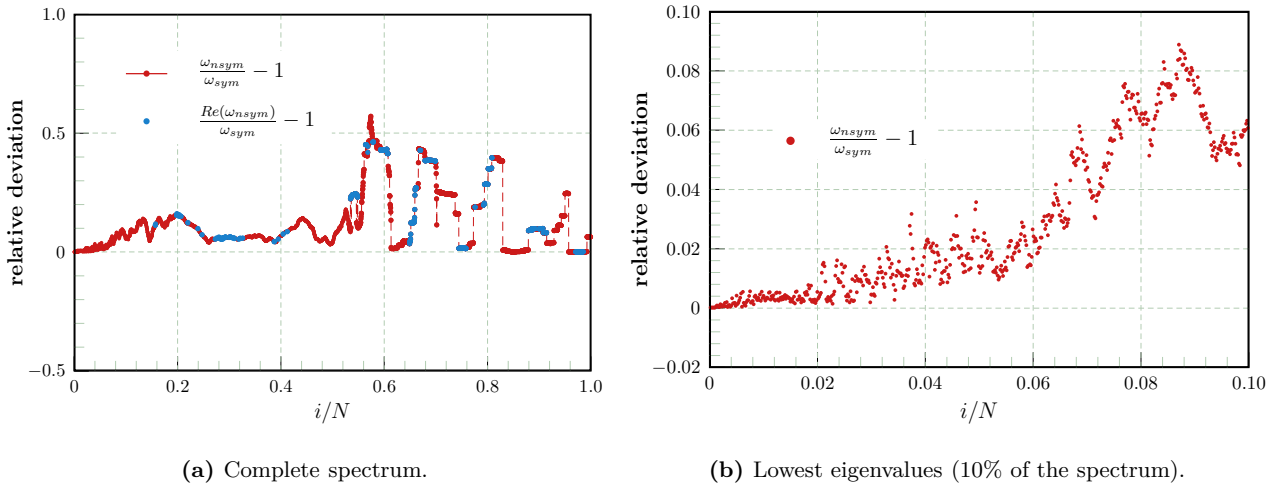 1.0
0.5
0
−0.5
0
0.2
0.4
0.6
0.8
1.0
relative deviation
i/N
ω_nsym/ω_sym − 1
Re(ω_nsym)/ω_sym − 1
(a) Complete spectrum.
0.10
0.08
0.06
0.04
0.02
0
−0.02
0
0.02
0.04
0.06
0.08
0.10
relative deviation
i/N
ω_nsym/ω_sym − 1
(b) Lowest eigenvalues (10% of the spectrum).